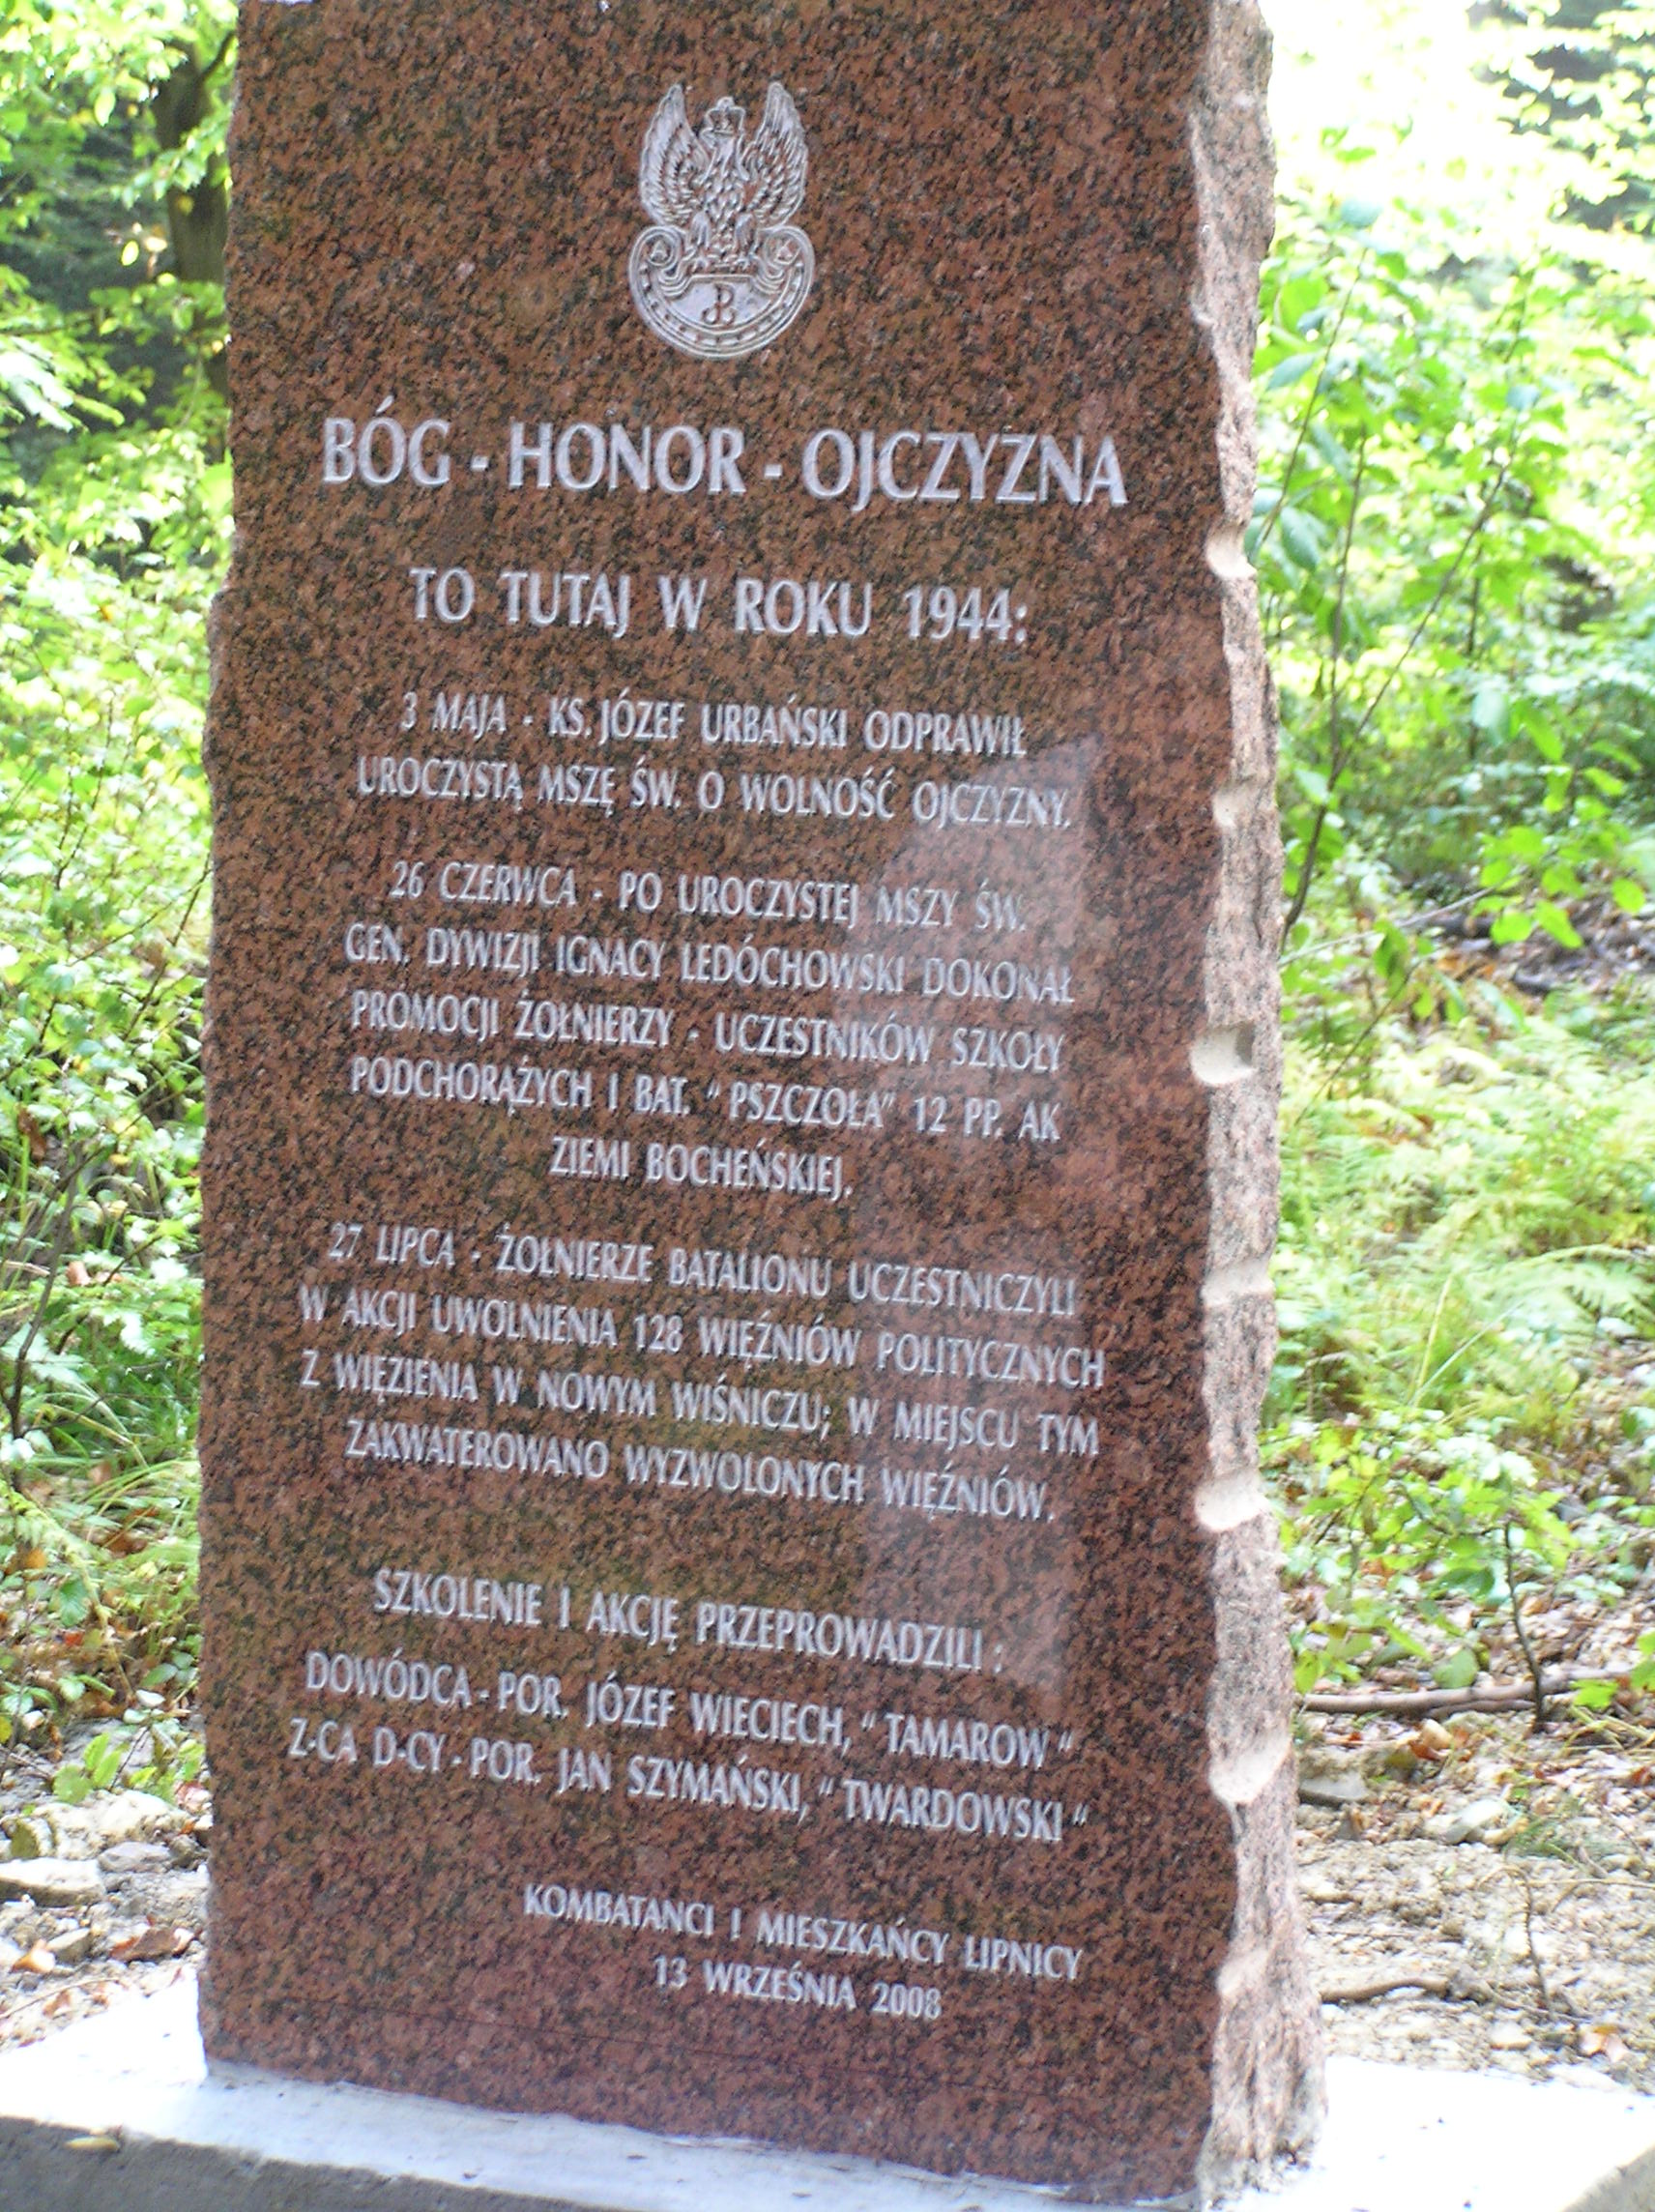 BÓG - HONOR - OJCZYZNA
TO TUTAJ W ROKU 1944:
3 MAJA - KS. JÓZEF URBAŃSKI ODPRAWIŁ
UROCZYSTĄ MSZĘ ŚW. O WOLNOŚĆ OJCZYZNY.
26 CZERWCA - PO UROCZYSTEJ MSZY ŚW.
GEN. DYWIZJI IGNACY LEDÓCHOWSKI DOKONAŁ
PROMOCJI ŻOŁNIERZY - UCZESTNIKÓW SZKOŁY
PODCHORĄŻYCH I BAT. " PSZCZOŁA" 12 PP. AK
ZIEMI BOCHEŃSKIEJ.
27 LIPCA - ŻOŁNIERZE BATALIONU UCZESTNICZYLI
W AKCJI UWOLNIENIA 128 WIĘŹNIÓW POLITYCZNYCH
Z WIĘZIENIA W NOWYM WIŚNICZU; W MIEJSCU TYM
ZAKWATEROWANO WYZWOLONYCH WIĘŹNIÓW.
SZKOLENIE I AKCJĘ PRZEPROWADZILI :
DOWÓDCA - POR. JÓZEF WIECIECH, " TAMAROW "
Z-CA D-CY - POR. JAN SZYMAŃSKI, " TWARDOWSKI "
KOMBATANCI I MIESZKAŃCY LIPNICY
13 WRZEŚNIA 2008